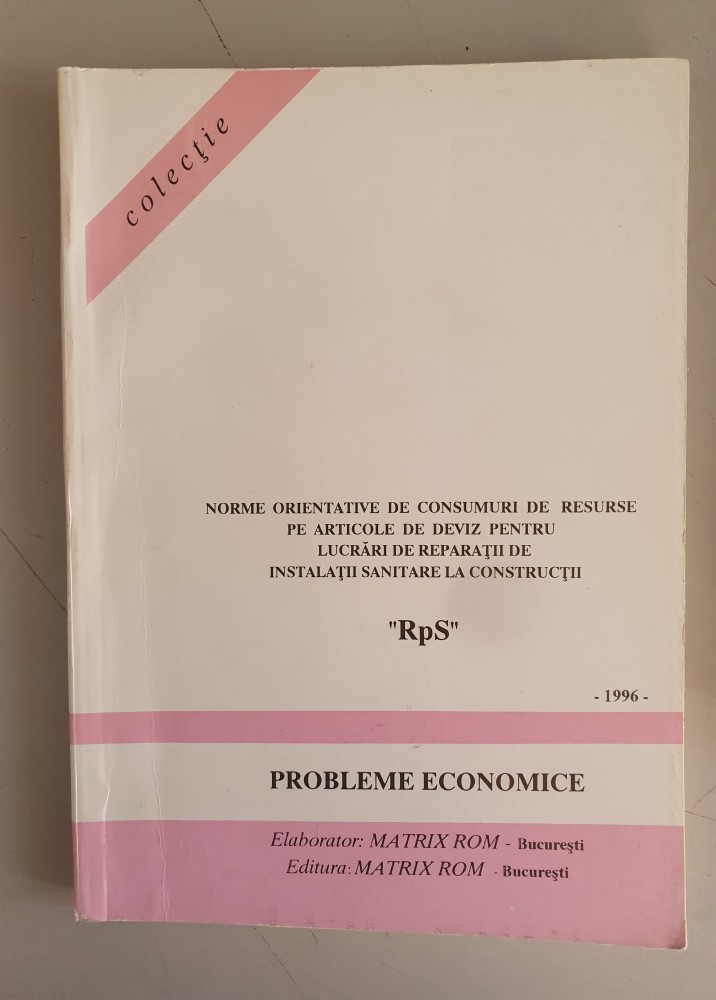 colecţie
NORME ORIENTATIVE DE CONSUMURI DE RESURSE
PE ARTICOLE DE DEVIZ PENTRU
LUCRĂRI DE REPARAŢII DE
INSTALAŢII SANITARE LA CONSTRUCŢII
"RpS"
- 1996 -
PROBLEME ECONOMICE
Elaborator: MATRIX ROM - Bucureşti
Editura: MATRIX ROM - Bucureşti